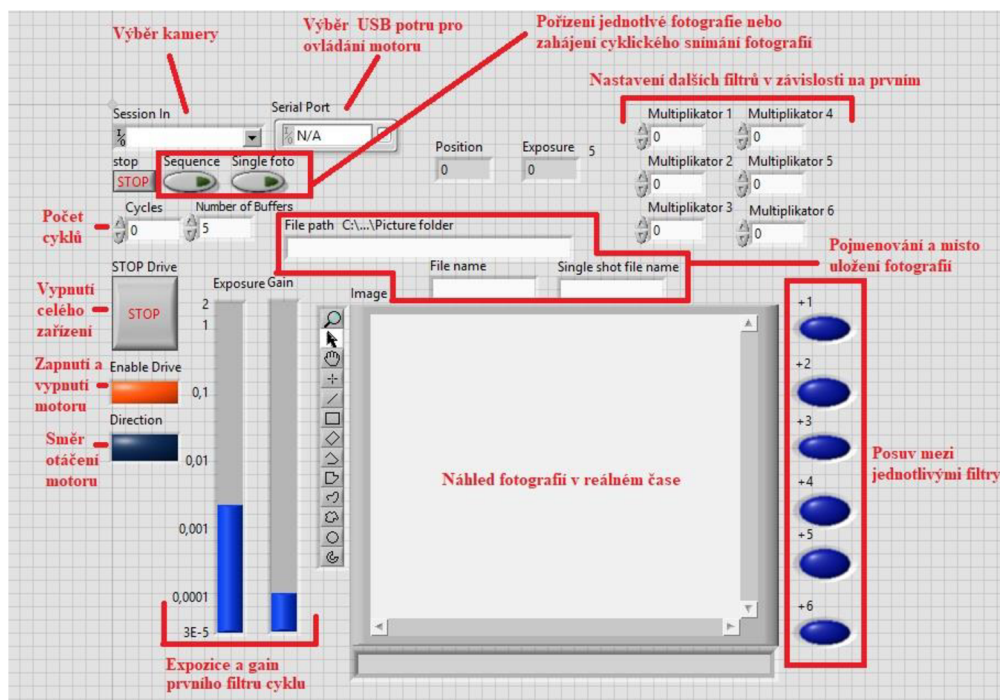 Výběr kamery
Výběr USB potru pro
ovládání motoru
Pořízení jednotlvé fotografie nebo
zahájení cyklického snímání fotografií
Nastavení dalších filtrů v závislosti na prvním
Session In
Serial Port
N/A
Position
0
Exposure
0
5
Multiplikator 1
0
Multiplikator 4
0
Multiplikator 2
0
Multiplikator 5
0
Multiplikator 3
0
Multiplikator 6
0
stop
STOP
Sequence
Single foto
Počet
cyklů
Cycles
0
Number of Buffers
5
File path C:\...\Picture folder
File name
Single shot file name
Pojmenování a místo
uložení fotografií
Vypnutí
celého
zařízení
STOP Drive
STOP
Zapnutí a
vypnutí
motoru
Enable Drive
Směr
otáčení
motoru
Direction
Exposure
Gain
2
1
0,1
0,01
0,001
0,0001
3E-5
Expozice a gain
prvního filtru cyklu
Image
Náhled fotografií v reálném čase
+1
+2
+3
+4
+5
+6
Posuv mezi
jednotlivými filtry